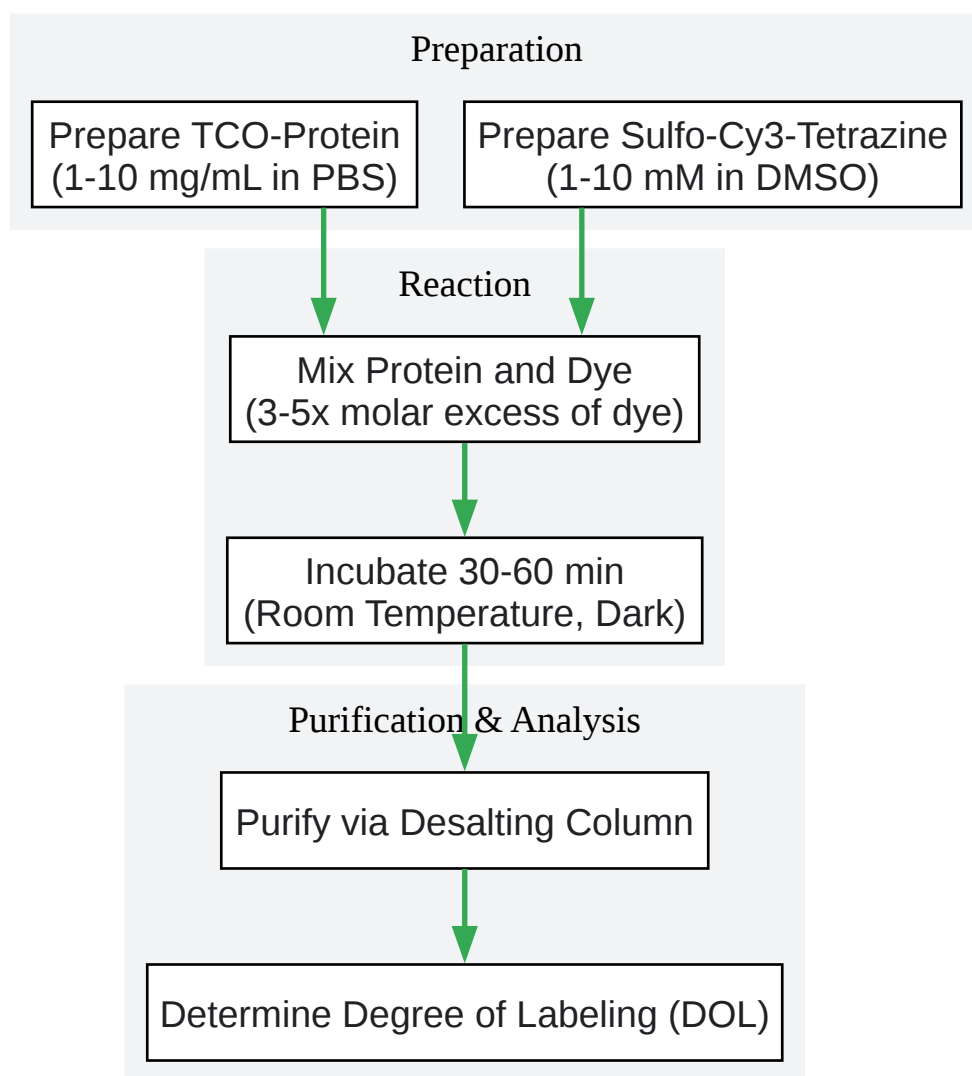 Preparation
Prepare TCO-Protein
(1-10 mg/mL in PBS)
Prepare Sulfo-Cy3-Tetrazine
(1-10 mM in DMSO)
Reaction
Mix Protein and Dye
(3-5x molar excess of dye)
Incubate 30-60 min
(Room Temperature, Dark)
Purification & Analysis
Purify via Desalting Column
Determine Degree of Labeling (DOL)